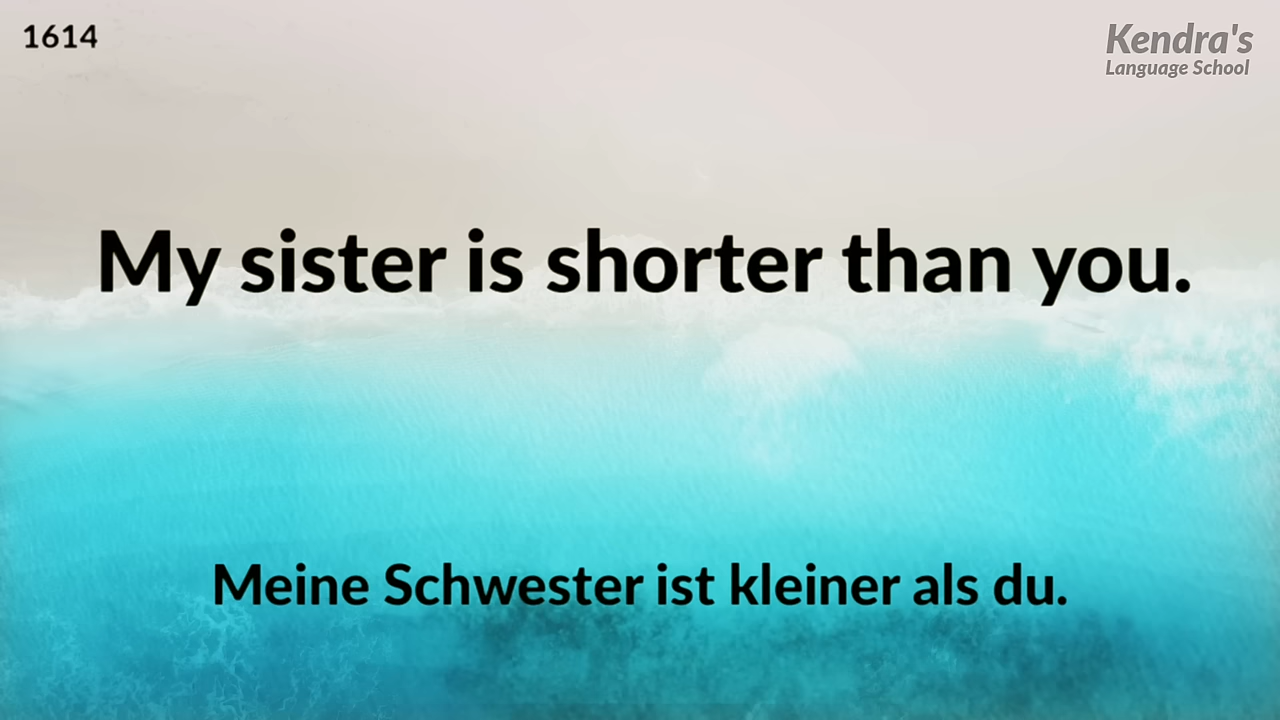 1614
Kendra's
Language School
My sister is shorter than you.
Meine Schwester ist kleiner als du.